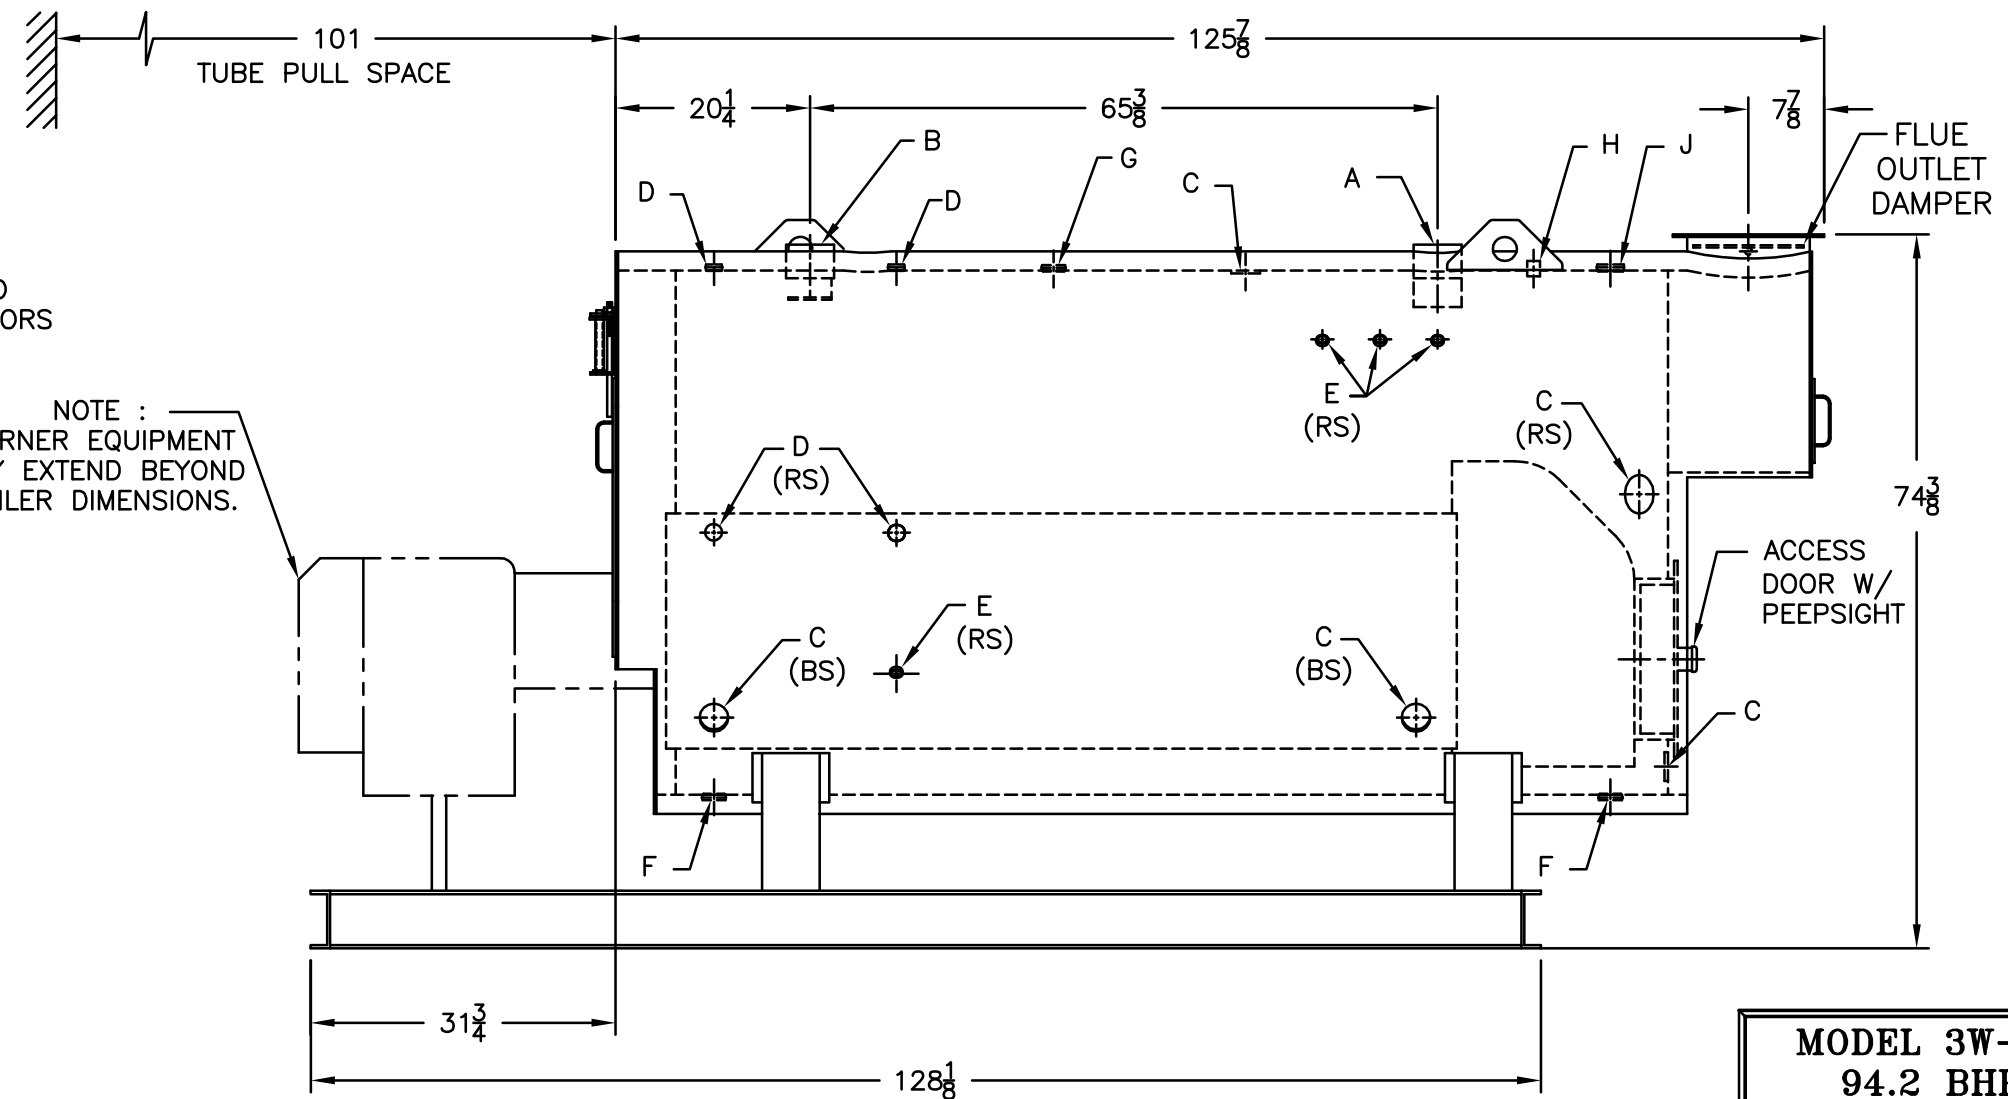 101
TUBE PULL SPACE
125 7/8
20 1/4
65 3/8
7 7/8
B
G
C
A
H
J
FLUE
OUTLET
DAMPER
D
D
ORS
NOTE :
RNER EQUIPMENT
EXTEND BEYOND
ILER DIMENSIONS.
E
(RS)
C
(RS)
D
(RS)
74 3/8
ACCESS
DOOR W/
PEEPSIGHT
E
(RS)
C
(BS)
C
(BS)
C
F
F
31 3/4
128 1/8
MODEL 3W-
94.2 BH